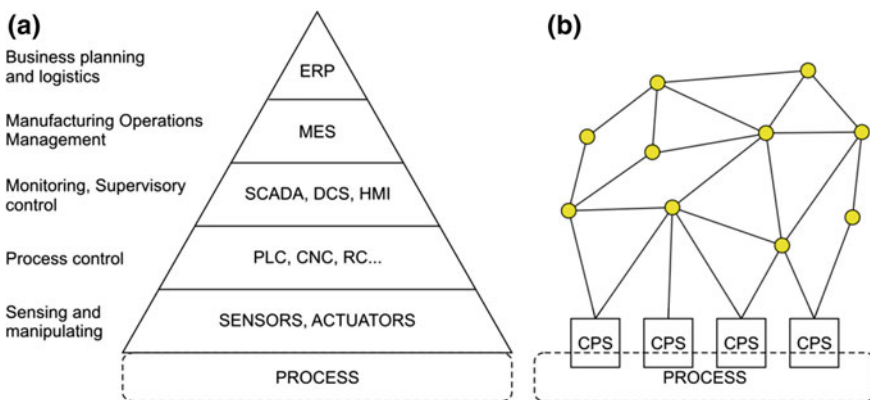 (a)
Business planning
and logistics
ERP
Manufacturing Operations
Management
MES
Monitoring, Supervisory
control
SCADA, DCS, HMI
Process control
PLC, CNC, RC...
Sensing and
manipulating
SENSORS, ACTUATORS
PROCESS
(b)
CPS CPS CPS CPS
PROCESS